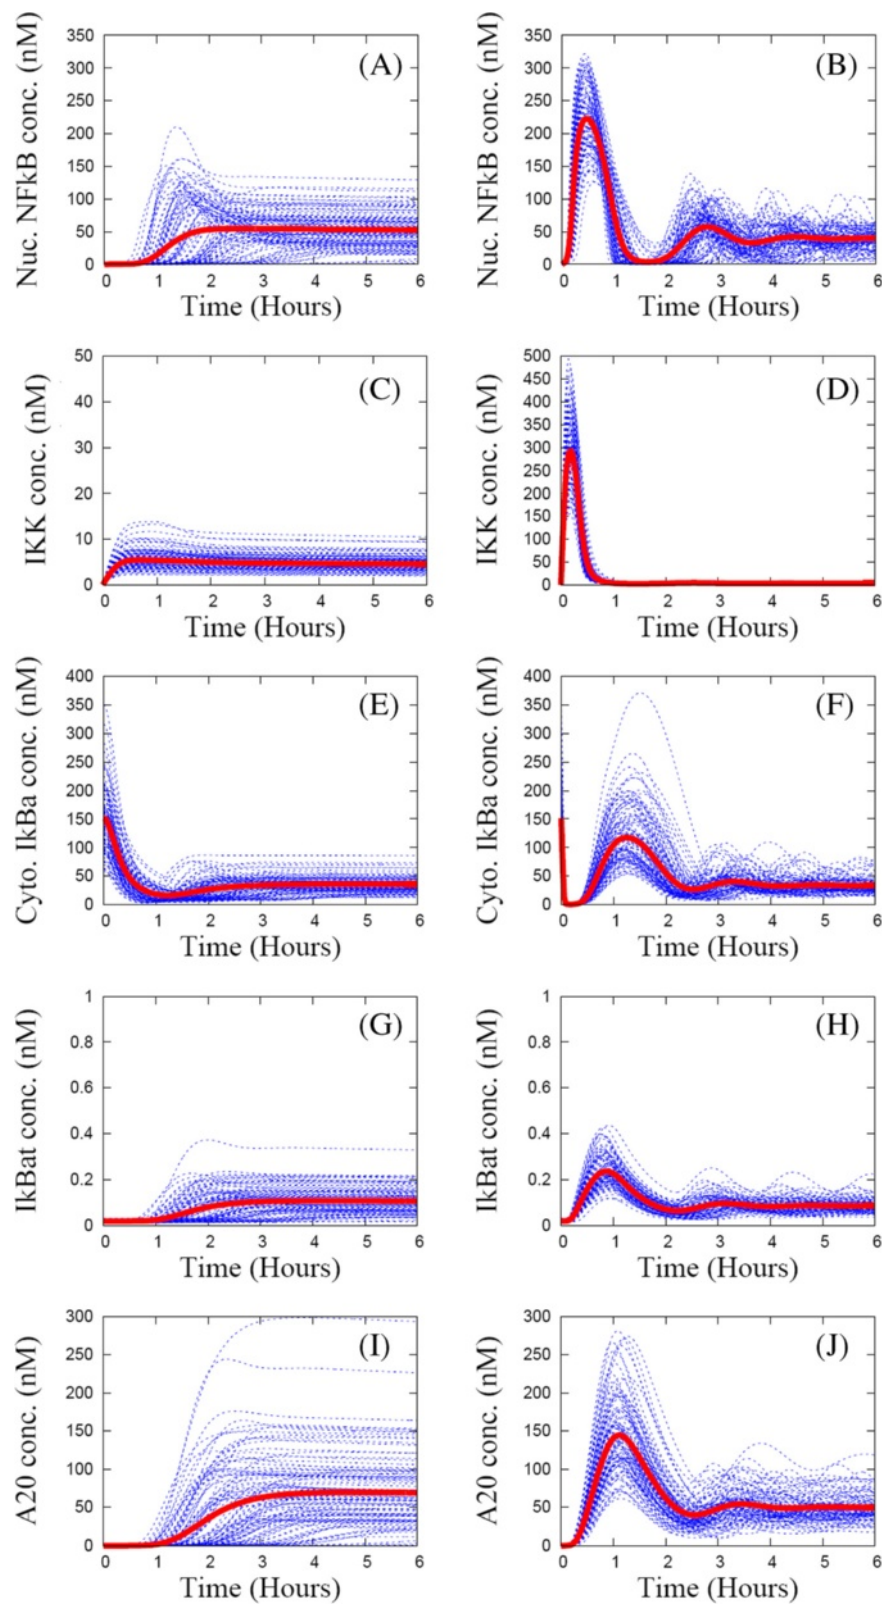 Nuc. NFkB conc. (nM)
350
300
250
200
150
100
50
0
(A)
0 1 2 3 4 5 6
Time (Hours)
Nuc. NFkB conc. (nM)
350
300
250
200
150
100
50
0
(B)
0 1 2 3 4 5 6
Time (Hours)
IKK conc. (nM)
50
40
30
20
10
0
(C)
0 1 2 3 4 5 6
Time (Hours)
IKK conc. (nM)
500
450
400
350
300
250
200
150
100
50
0
(D)
0 1 2 3 4 5 6
Time (Hours)
Cyto. IkBa conc. (nM)
400
350
300
250
200
150
100
50
0
(E)
0 1 2 3 4 5 6
Time (Hours)
Cyto. IkBa conc. (nM)
400
350
300
250
200
150
100
50
0
(F)
0 1 2 3 4 5 6
Time (Hours)
IkBat conc. (nM)
1
0.8
0.6
0.4
0.2
0
(G)
0 1 2 3 4 5 6
Time (Hours)
IkBat conc. (nM)
1
0.8
0.6
0.4
0.2
0
(H)
0 1 2 3 4 5 6
Time (Hours)
A20 conc. (nM)
300
250
200
150
100
50
0
(I)
0 1 2 3 4 5 6
Time (Hours)
A20 conc. (nM)
300
250
200
150
100
50
0
(J)
0 1 2 3 4 5 6
Time (Hours)